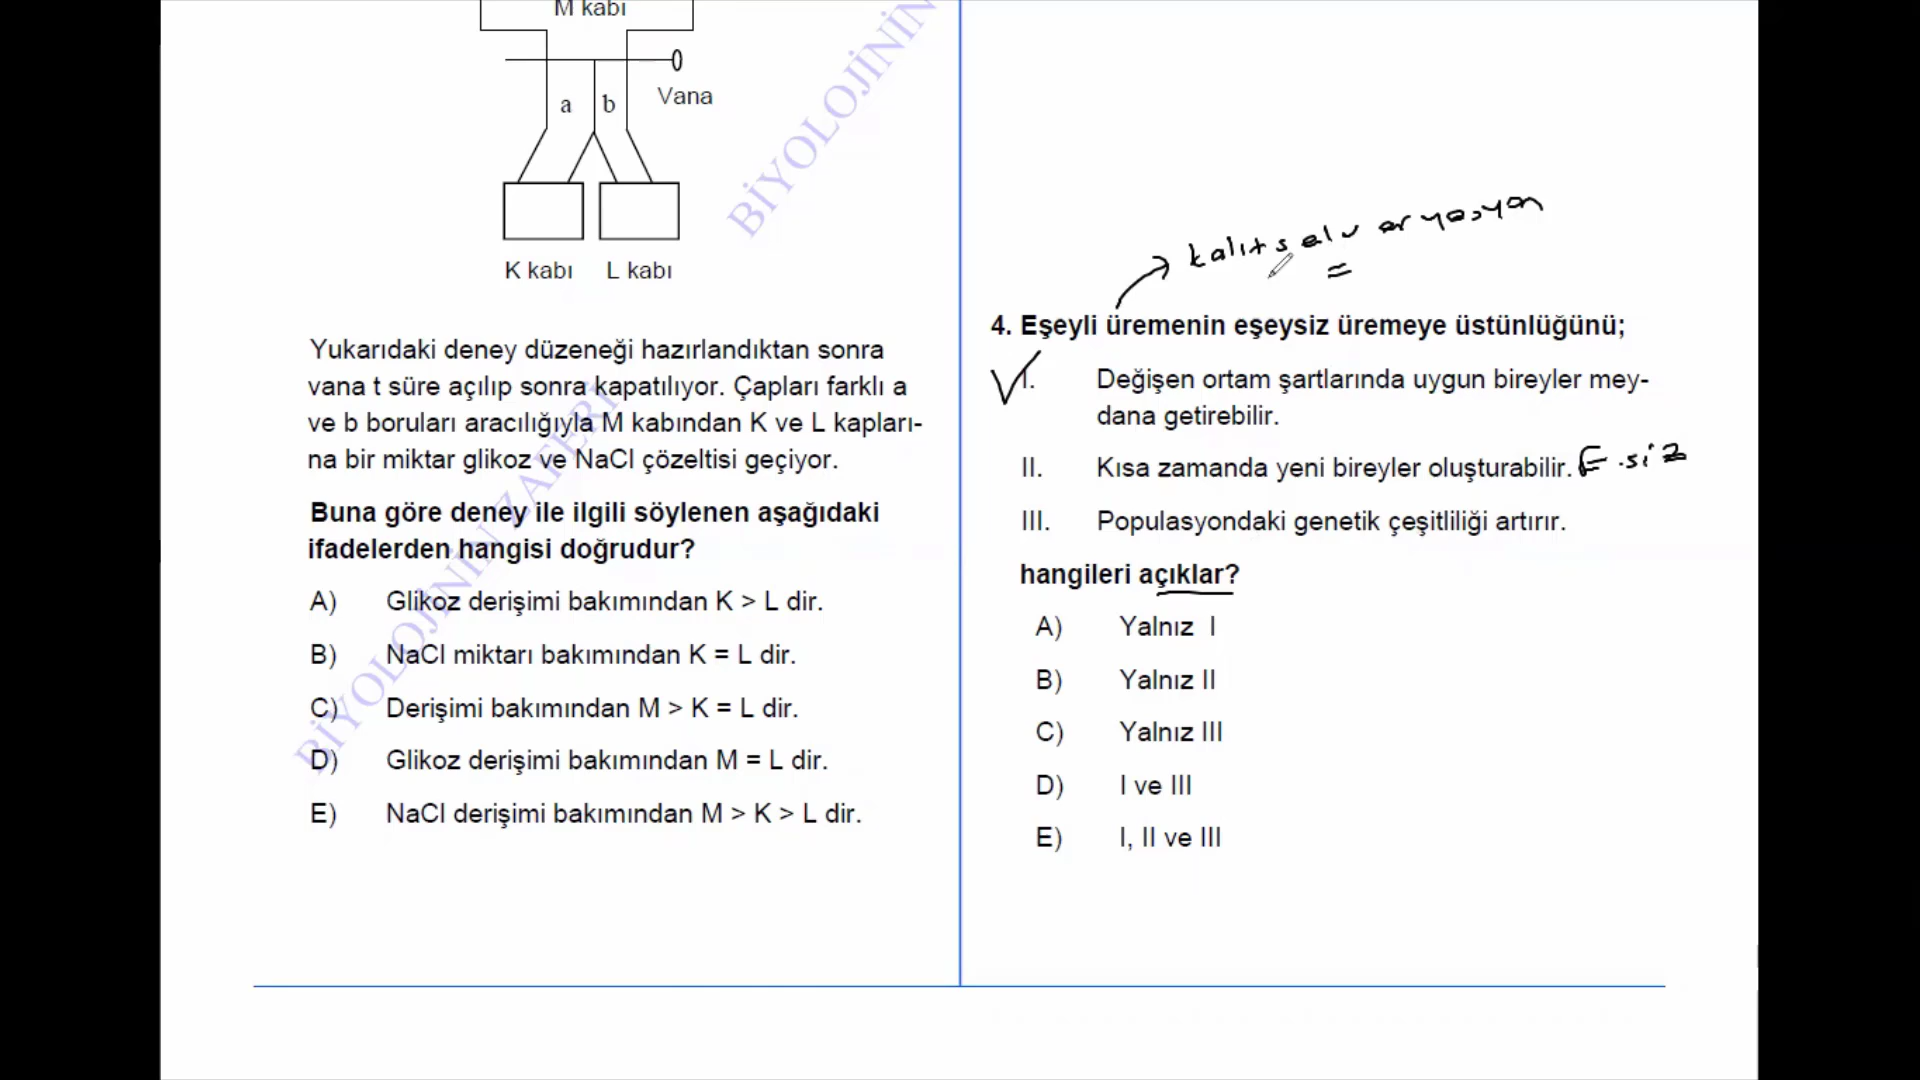 M kabı
Vana
a b
K kabı L kabı
Yukarıdaki deney düzeneği hazırlandıktan sonra
vana t süre açılıp sonra kapatılıyor. Çapları farklı a
ve b boruları aracılığıyla M kabından K ve L kapları-
na bir miktar glikoz ve NaCl çözeltisi geçiyor.
Buna göre deney ile ilgili söylenen aşağıdaki
ifadelerden hangisi doğrudur?
A) Glikoz derişimi bakımından K > L dir.
B) NaCl miktarı bakımından K = L dir.
C) Derişimi bakımından M > K = L dir.
D) Glikoz derişimi bakımından M = L dir.
E) NaCl derişimi bakımından M > K > L dir.
BİYOLOJİNİN ZAFERİ
BİYOLOJİNİN
kalıtsal varyasyon
4. Eşeyli üremenin eşeysiz üremeye üstünlüğünü;
I. Değişen ortam şartlarında uygun bireyler mey-
dana getirebilir.
II. Kısa zamanda yeni bireyler oluşturabilir. E.siz
III. Populasyondaki genetik çeşitliliği artırır.
hangileri açıklar?
A) Yalnız I
B) Yalnız II
C) Yalnız III
D) I ve III
E) I, II ve III